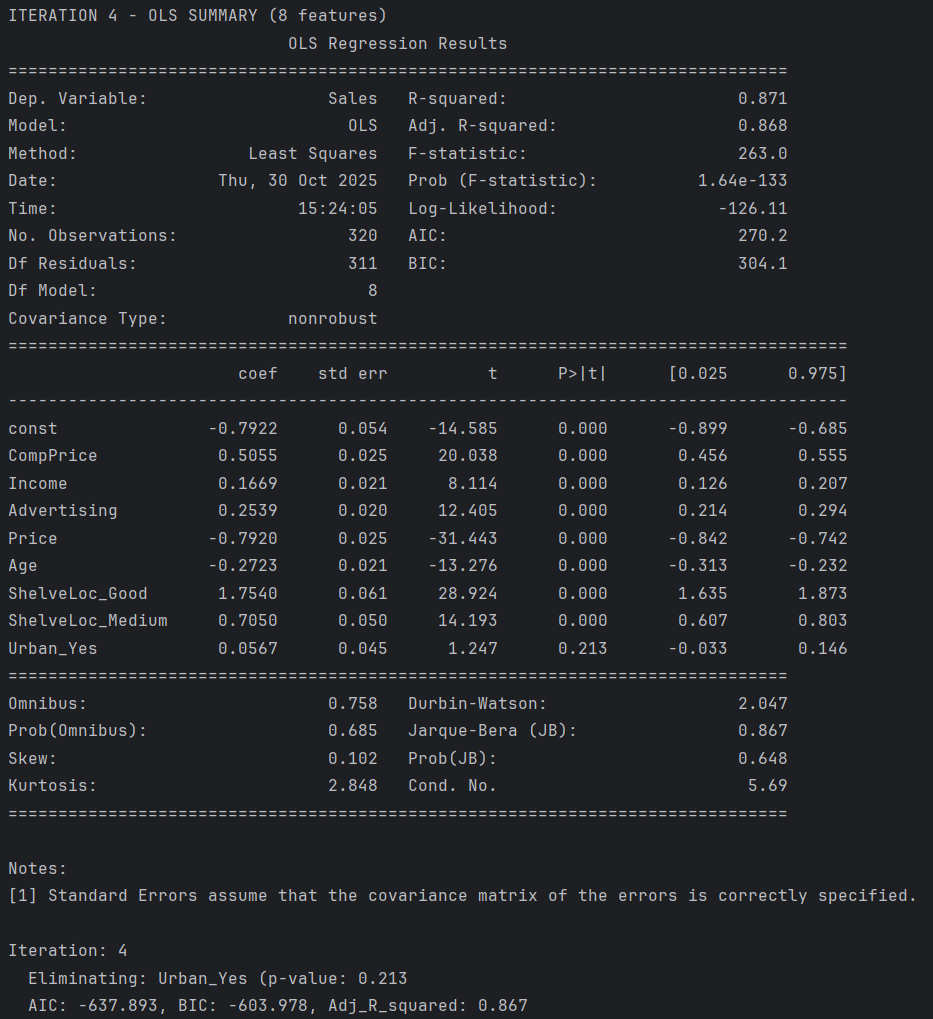 ITERATION 4 - OLS SUMMARY (8 features)
                            OLS Regression Results
==============================================================================
Dep. Variable:                  Sales   R-squared:                       0.871
Model:                            OLS   Adj. R-squared:                  0.868
Method:                 Least Squares   F-statistic:                     263.0
Date:                Thu, 30 Oct 2025   Prob (F-statistic):          1.64e-133
Time:                        15:24:05   Log-Likelihood:                -126.11
No. Observations:                 320   AIC:                             270.2
Df Residuals:                     311   BIC:                             304.1
Df Model:                           8
Covariance Type:            nonrobust
====================================================================================
                       coef    std err          t      P>|t|      [0.025      0.975]
------------------------------------------------------------------------------------
const               -0.7922      0.054    -14.585      0.000      -0.899      -0.685
CompPrice            0.5055      0.025     20.038      0.000       0.456       0.555
Income               0.1669      0.021      8.114      0.000       0.126       0.207
Advertising          0.2539      0.020     12.405      0.000       0.214       0.294
Price               -0.7920      0.025    -31.443      0.000      -0.842      -0.742
Age                 -0.2723      0.021    -13.276      0.000      -0.313      -0.232
ShelveLoc_Good       1.7540      0.061     28.924      0.000       1.635       1.873
ShelveLoc_Medium     0.7050      0.050     14.193      0.000       0.607       0.803
Urban_Yes            0.0567      0.045      1.247      0.213      -0.033       0.146
==============================================================================
Omnibus:                        0.758   Durbin-Watson:                   2.047
Prob(Omnibus):                  0.685   Jarque-Bera (JB):                0.867
Skew:                           0.102   Prob(JB):                        0.648
Kurtosis:                       2.848   Cond. No.                         5.69
==============================================================================

Notes:
[1] Standard Errors assume that the covariance matrix of the errors is correctly specified.

Iteration: 4
  Eliminating: Urban_Yes (p-value: 0.213
  AIC: -637.893, BIC: -603.978, Adj_R_squared: 0.867